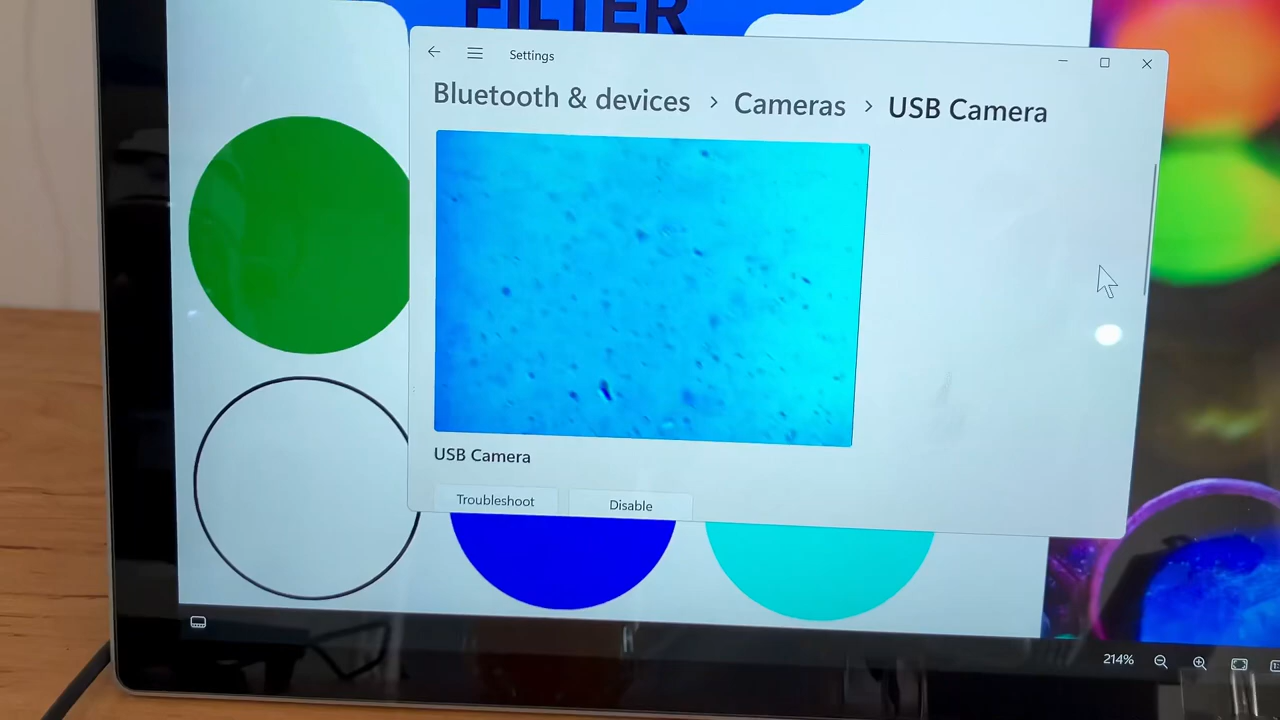 FILTER
Settings
Bluetooth & devices > Cameras > USB Camera
USB Camera
Troubleshoot
Disable
214%